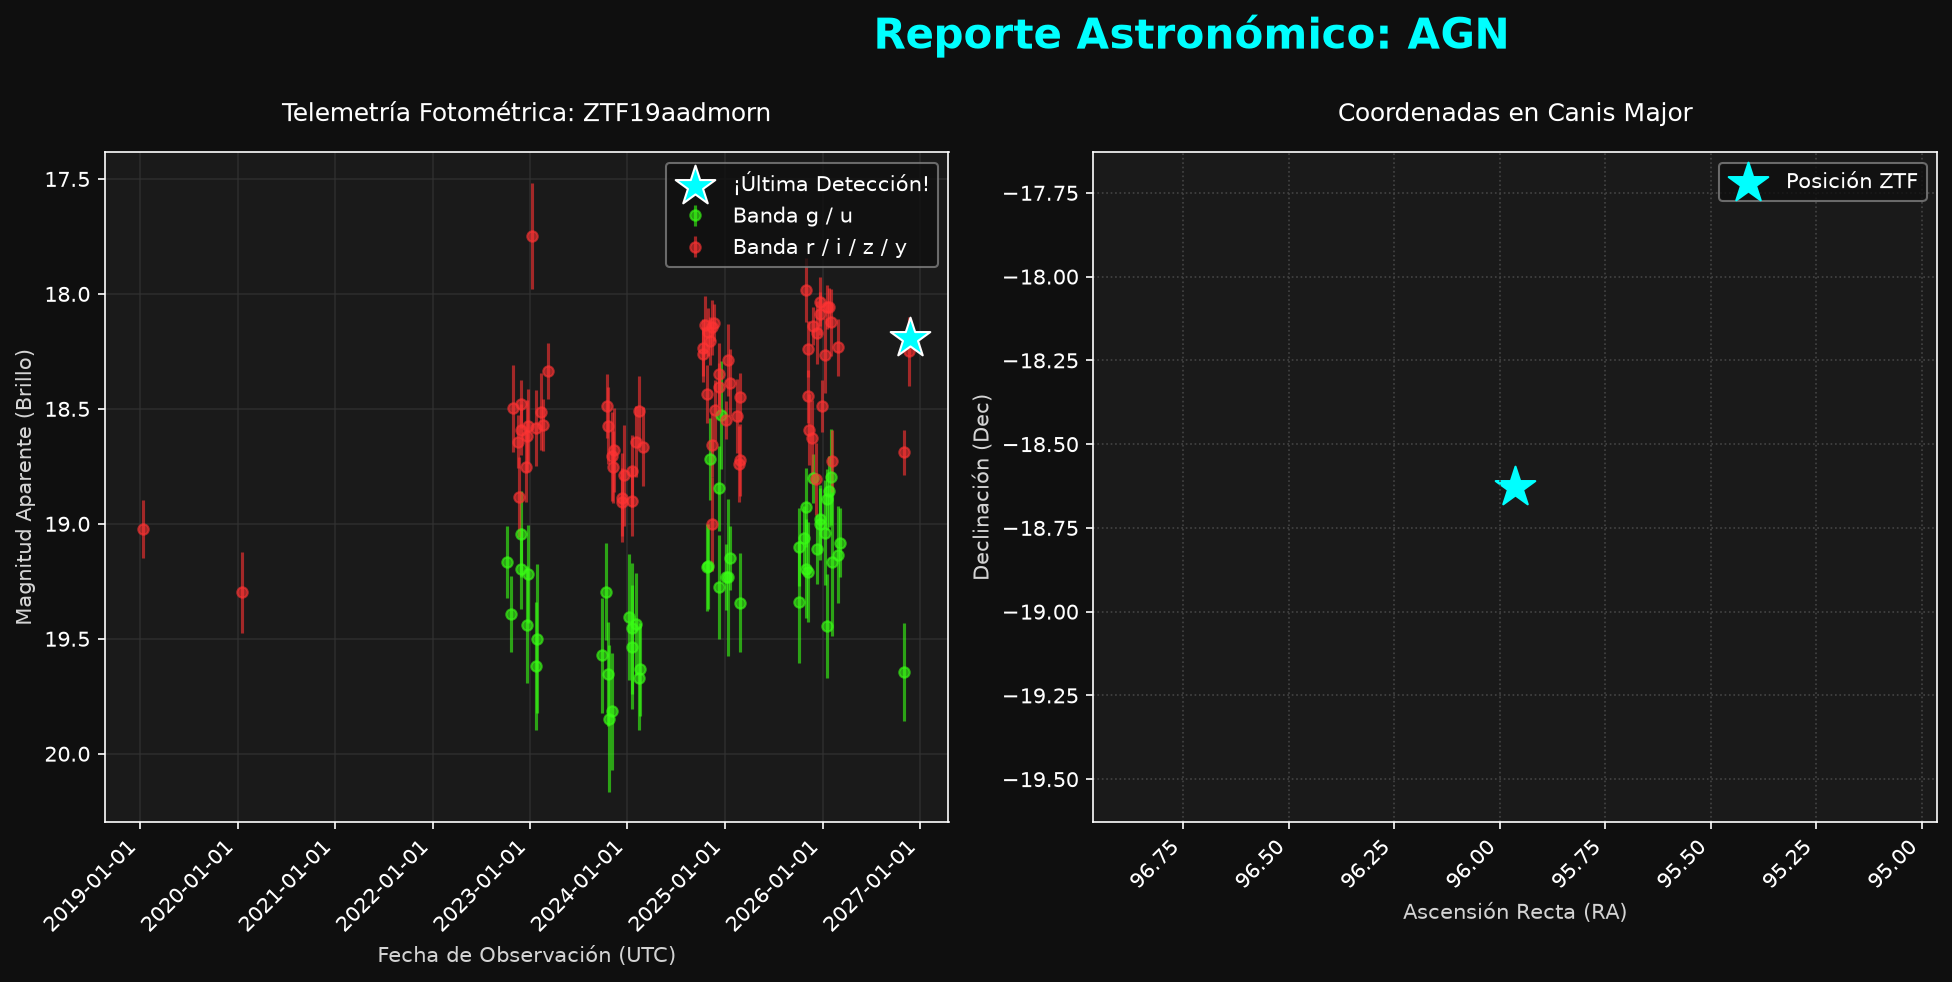 Reporte Astronómico: AGN
Telemetría Fotométrica: ZTF19aadmorn
¡Última Detección!
Banda g / u
Banda r / i / z / y
Magnitud Aparente (Brillo)
17.5
18.0
18.5
19.0
19.5
20.0
2019-01-01
2020-01-01
2021-01-01
2022-01-01
2023-01-01
2024-01-01
2025-01-01
2026-01-01
2027-01-01
Fecha de Observación (UTC)
Coordenadas en Canis Major
Posición ZTF
Declinación (Dec)
−17.75
−18.00
−18.25
−18.50
−18.75
−19.00
−19.25
−19.50
96.75
96.50
96.25
96.00
95.75
95.50
95.25
95.00
Ascensión Recta (RA)